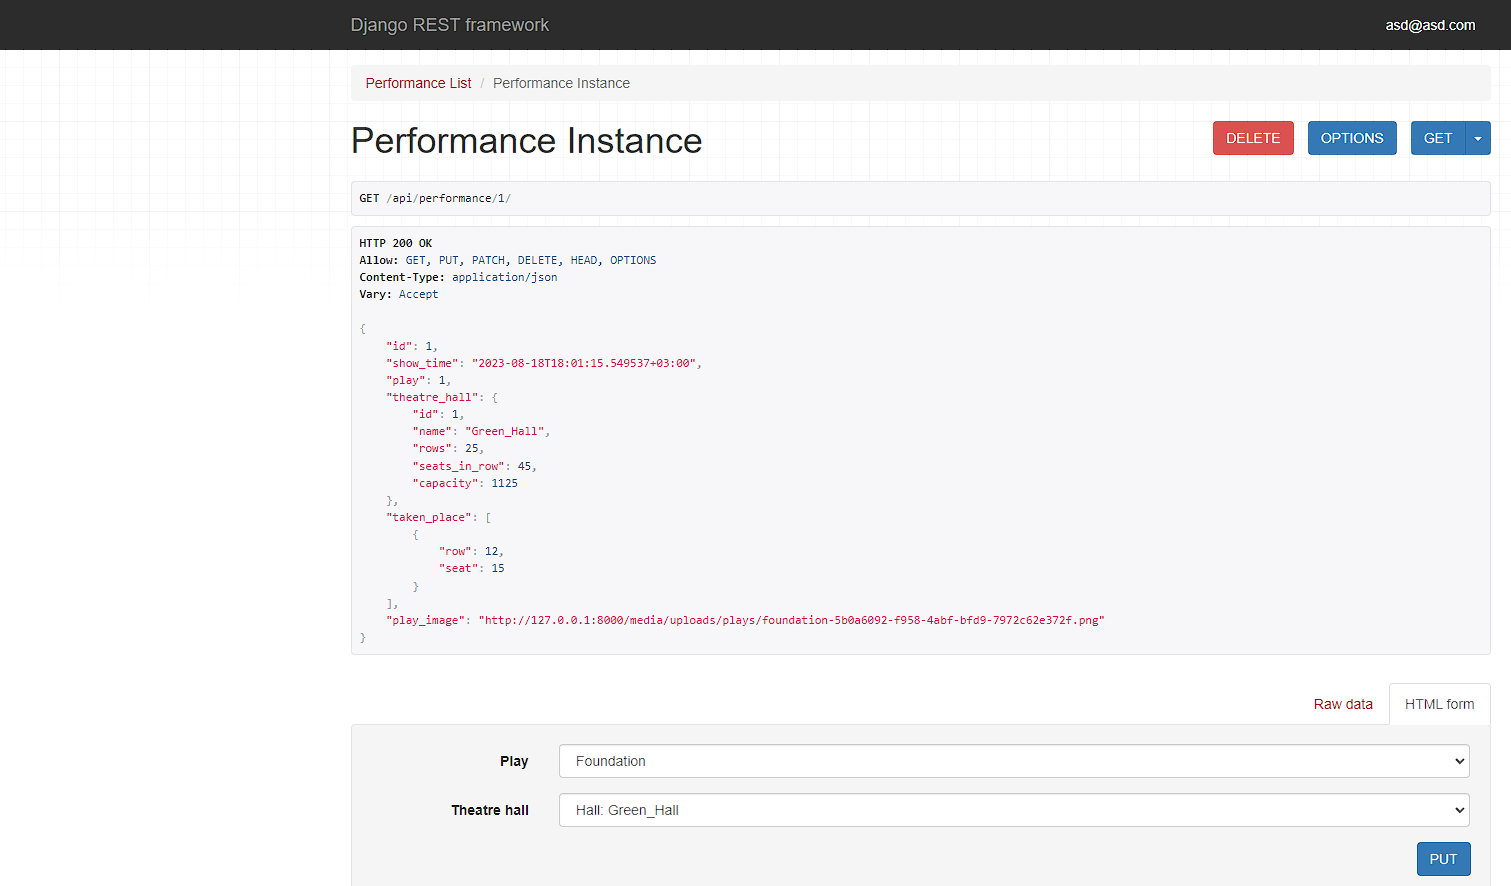 Django REST framework
asd@asd.com
Performance List / Performance Instance
Performance Instance
DELETE
OPTIONS
GET
GET /api/performance/1/
HTTP 200 OK
Allow: GET, PUT, PATCH, DELETE, HEAD, OPTIONS
Content-Type: application/json
Vary: Accept
{
    "id": 1,
    "show_time": "2023-08-18T18:01:15.549537+03:00",
    "play": 1,
    "theatre_hall": {
        "id": 1,
        "name": "Green_Hall",
        "rows": 25,
        "seats_in_row": 45,
        "capacity": 1125
    },
    "taken_place": [
        {
            "row": 12,
            "seat": 15
        }
    ],
    "play_image": "http://127.0.0.1:8000/media/uploads/plays/foundation-5b0a6092-f958-4abf-bfd9-7972c62e372f.png"
}
Raw data
HTML form
Play
Foundation
Theatre hall
Hall: Green_Hall
PUT